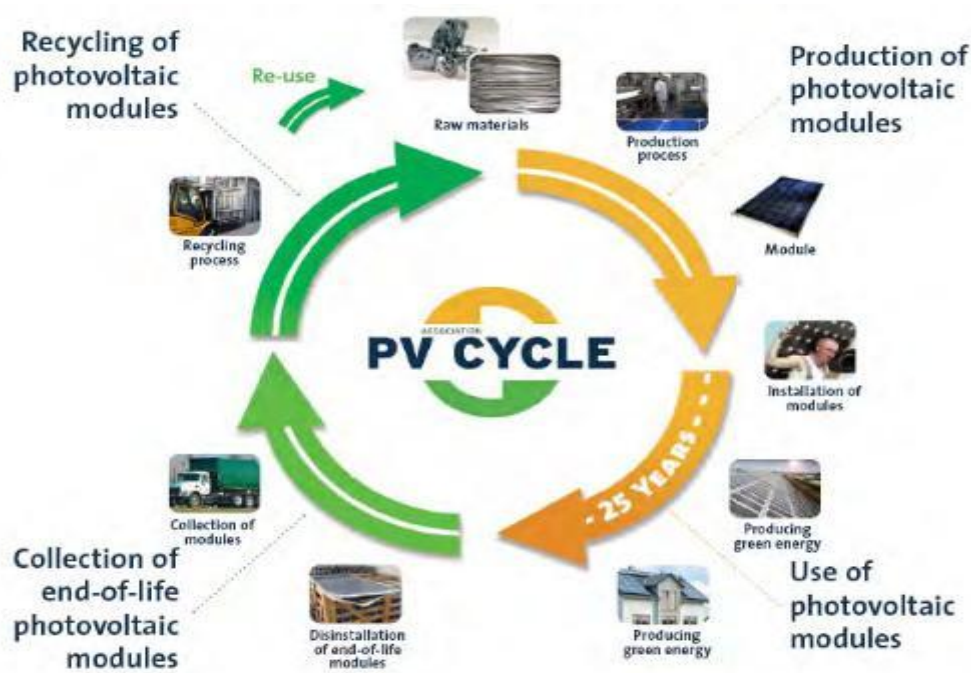 Recycling of
photovoltaic
modules
Re-use
Raw materials
Production
process
Production of
photovoltaic
modules
Module
Recycling
process
ASSOCIATION
PV CYCLE
Installation of
modules
- 25 YEARS - - -
Collection of
modules
Producing
green energy
Collection of
end-of-life
photovoltaic
modules
Disinstallation
of end-of-life
modules
Producing
green energy
Use of
photovoltaic
modules